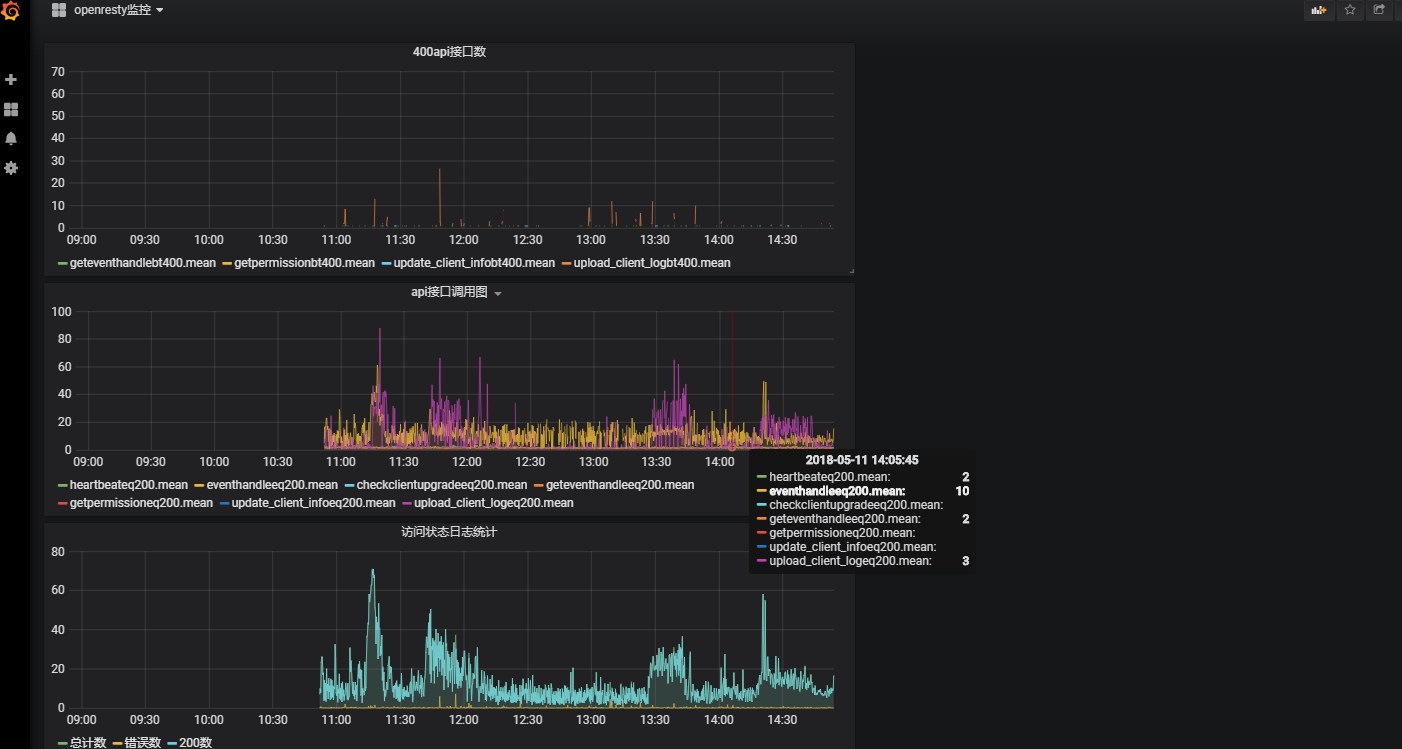 openresty监控
400api接口数
70
60
50
40
30
20
10
0
09:00 09:30 10:00 10:30 11:00 11:30 12:00 12:30 13:00 13:30 14:00 14:30
geteventhandlebt400.mean getpermissionbt400.mean update_client_infobt400.mean upload_client_logbt400.mean
api接口调用图
100
80
60
40
20
0
09:00 09:30 10:00 10:30 11:00 11:30 12:00 12:30 13:00 13:30 14:00
heartbeateq200.mean eventhandleeq200.mean checkclientupgradeeq200.mean geteventhandleeq200.mean
getpermissioneq200.mean update_client_infoeq200.mean upload_client_logeq200.mean
2018-05-11 14:05:45
heartbeateq200.mean: 2
eventhandleeq200.mean: 10
checkclientupgradeeq200.mean:
geteventhandleeq200.mean: 2
getpermissioneq200.mean:
update_client_infoeq200.mean:
upload_client_logeq200.mean: 3
访问状态日志统计
80
60
40
20
0
09:00 09:30 10:00 10:30 11:00 11:30 12:00 12:30 13:00 13:30 14:00 14:30
总计数 错误数 200数